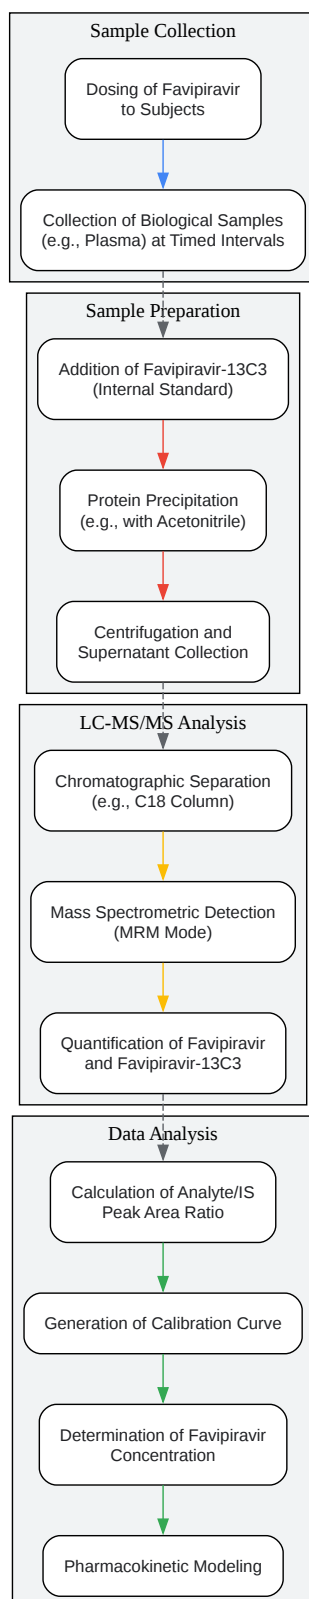 Sample Collection
Dosing of Favipiravir
to Subjects
Collection of Biological Samples
(e.g., Plasma) at Timed Intervals
Sample Preparation
Addition of Favipiravir-13C3
(Internal Standard)
Protein Precipitation
(e.g., with Acetonitrile)
Centrifugation and
Supernatant Collection
LC-MS/MS Analysis
Chromatographic Separation
(e.g., C18 Column)
Mass Spectrometric Detection
(MRM Mode)
Quantification of Favipiravir
and Favipiravir-13C3
Data Analysis
Calculation of Analyte/IS
Peak Area Ratio
Generation of Calibration Curve
Determination of Favipiravir
Concentration
Pharmacokinetic Modeling